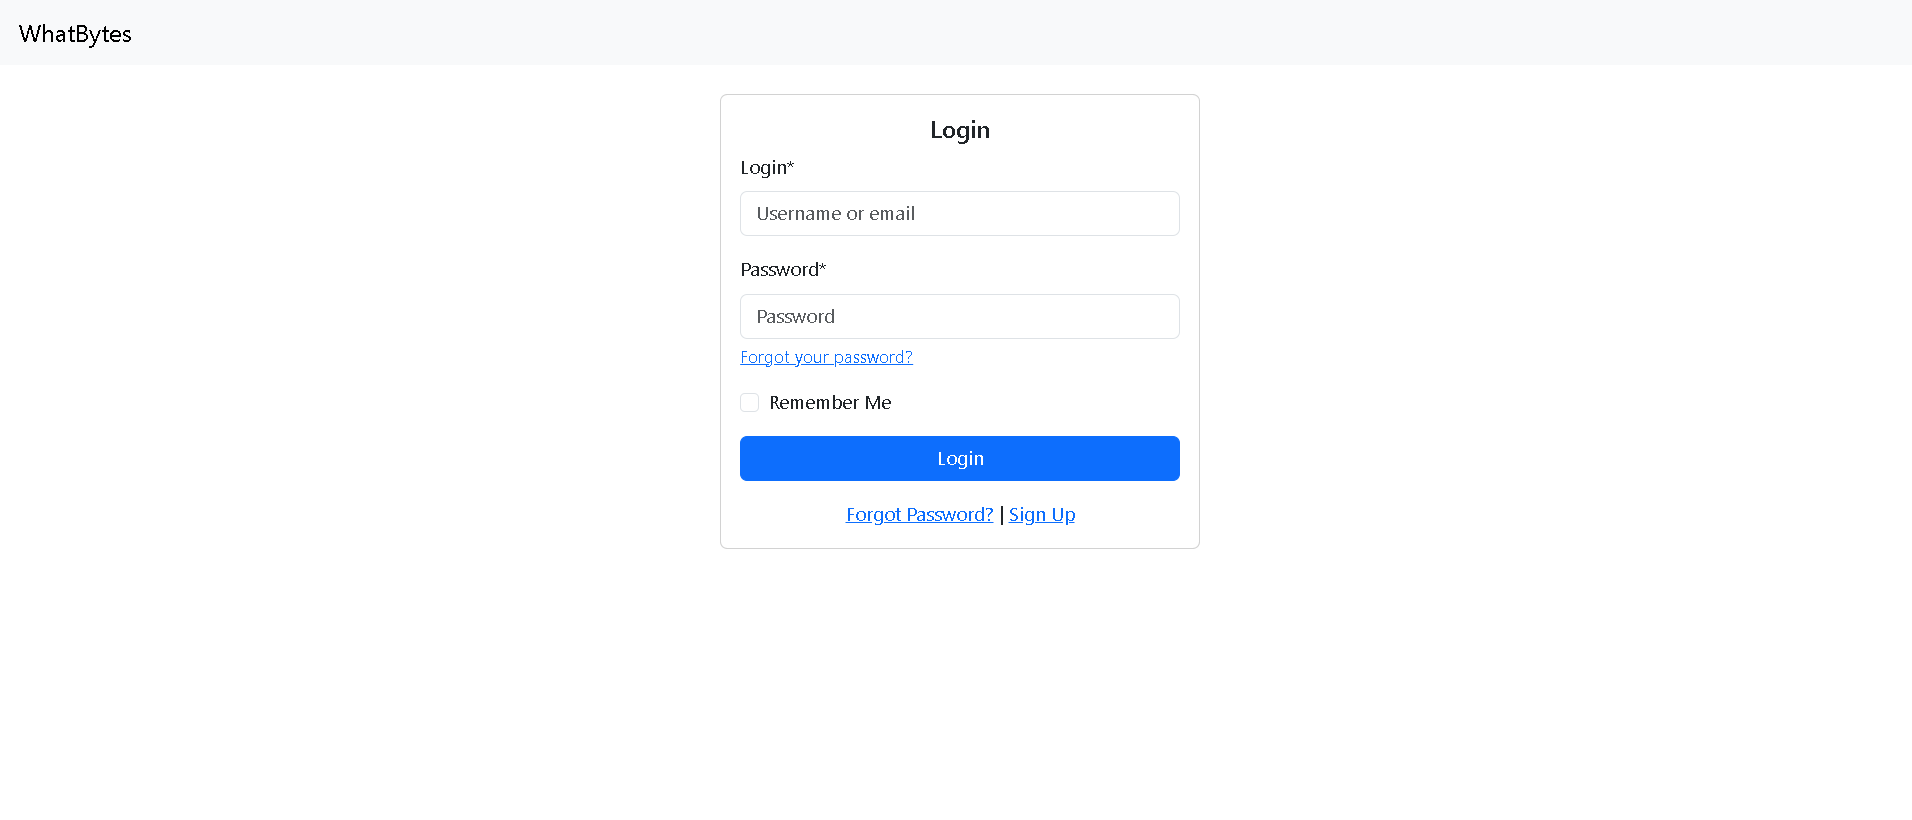 WhatBytes
Login
Login*
Username or email
Password*
Password
Forgot your password?
Remember Me
Login
Forgot Password? | Sign Up